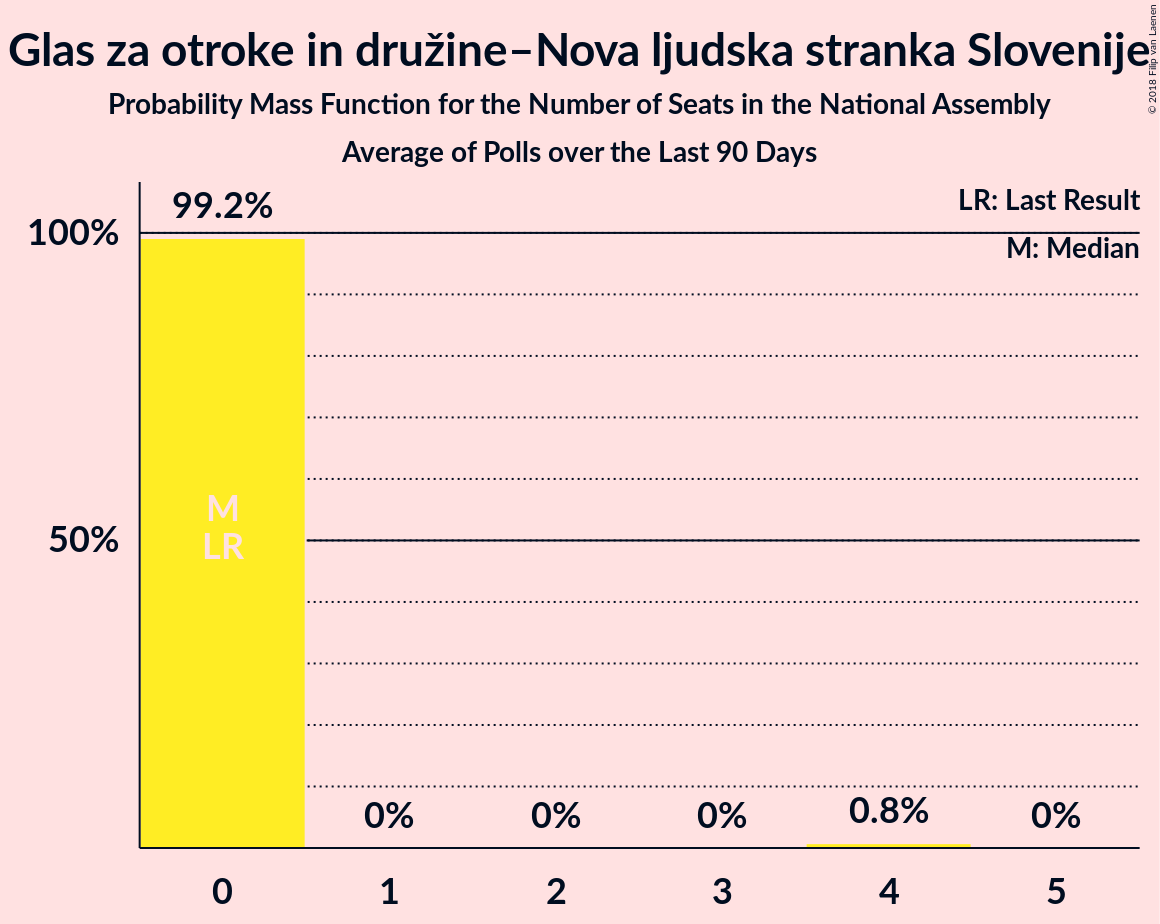 Glas za otroke in družine–Nova ljudska stranka Slovenije
Probability Mass Function for the Number of Seats in the National Assembly
Average of Polls over the Last 90 Days
© 2018 Filip van Laenen
LR: Last Result
M: Median
99.2%
100%
50%
M
LR
0%
0%
0%
0.8%
0%
0
1
2
3
4
5